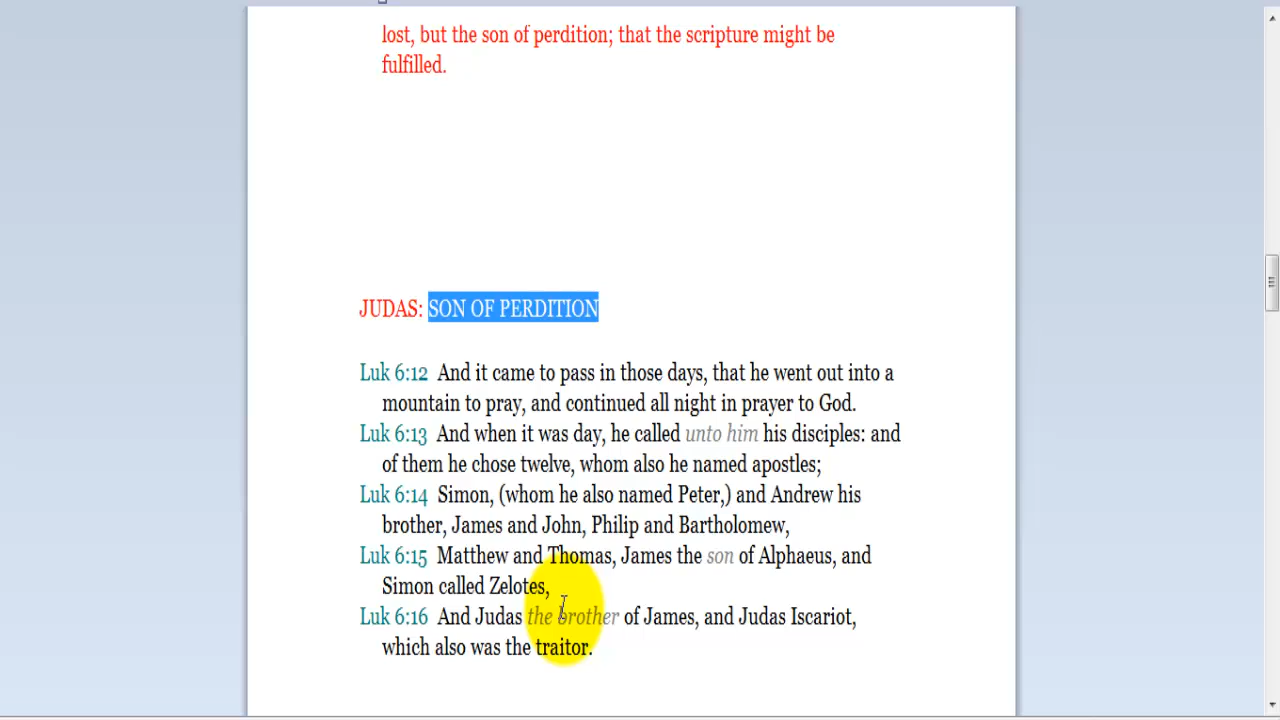 lost, but the son of perdition; that the scripture might be
fulfilled.
JUDAS: SON OF PERDITION
Luk 6:12 And it came to pass in those days, that he went out into a
mountain to pray, and continued all night in prayer to God.
Luk 6:13 And when it was day, he called unto him his disciples: and
of them he chose twelve, whom also he named apostles;
Luk 6:14 Simon, (whom he also named Peter,) and Andrew his
brother, James and John, Philip and Bartholomew,
Luk 6:15 Matthew and Thomas, James the son of Alphaeus, and
Simon called Zelotes,
Luk 6:16 And Judas the brother of James, and Judas Iscariot,
which also was the traitor.